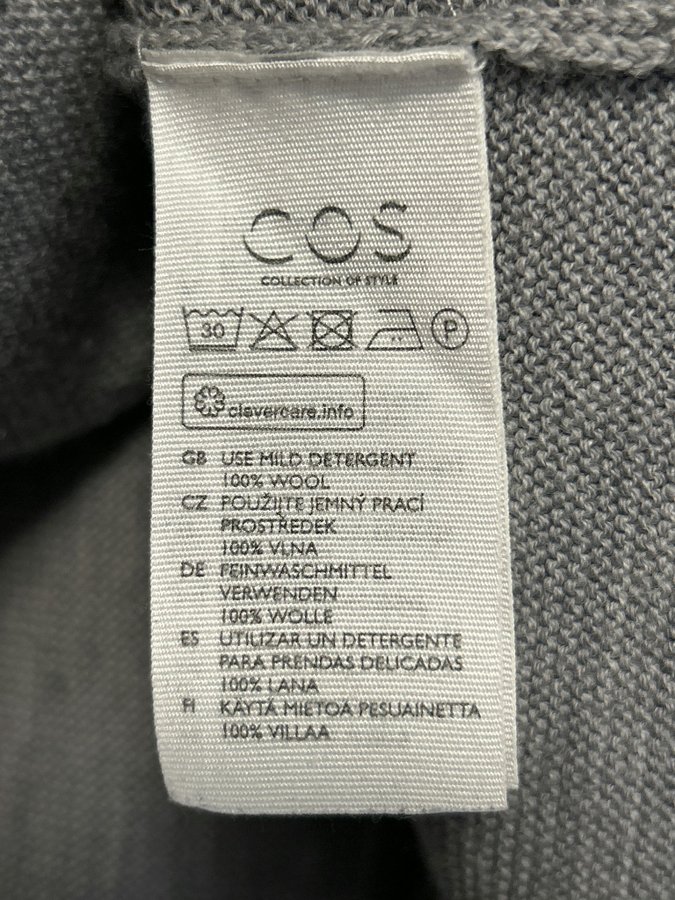 COS
COLLECTION OF STYLE
30 P
clevercare.info
GB USE MILD DETERGENT
100% WOOL
CZ POUŽIJTE JEMNÝ PRACÍ
PROSTŘEDEK
100% VLNA
DE FEINWASCHMITTEL
VERWENDEN
100% WOLLE
ES UTILIZAR UN DETERGENTE
PARA PRENDAS DELICADAS
100% LANA
FI KÄYTÄ MIETOA PESUAINETTA
100% VILLAA